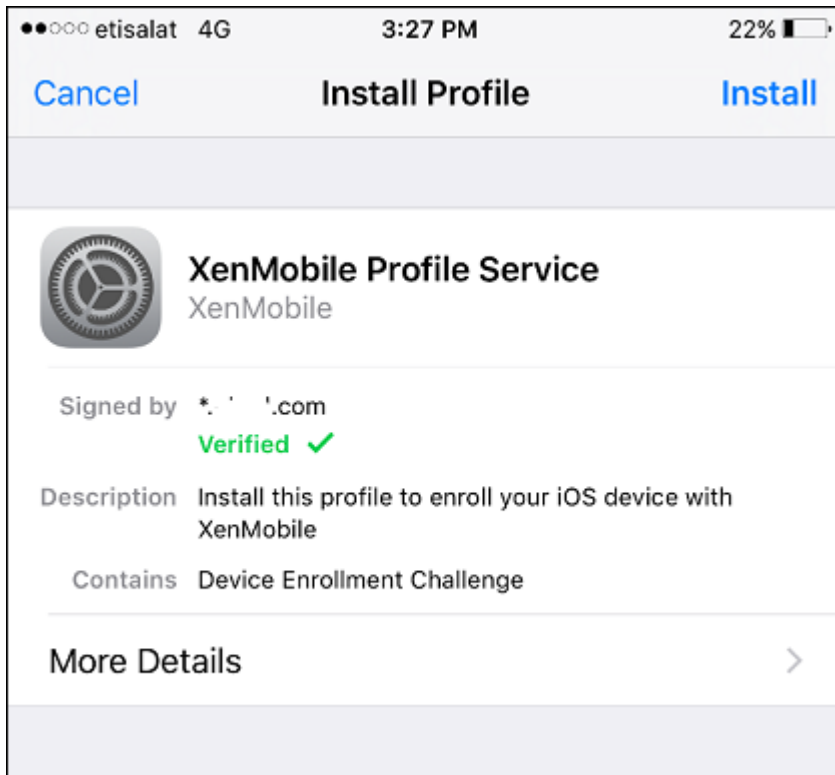 etisalat 4G 3:27 PM 22%
Cancel Install Profile Install
XenMobile Profile Service
XenMobile
Signed by *. .com
Verified ✓
Description Install this profile to enroll your iOS device with
XenMobile
Contains Device Enrollment Challenge
More Details